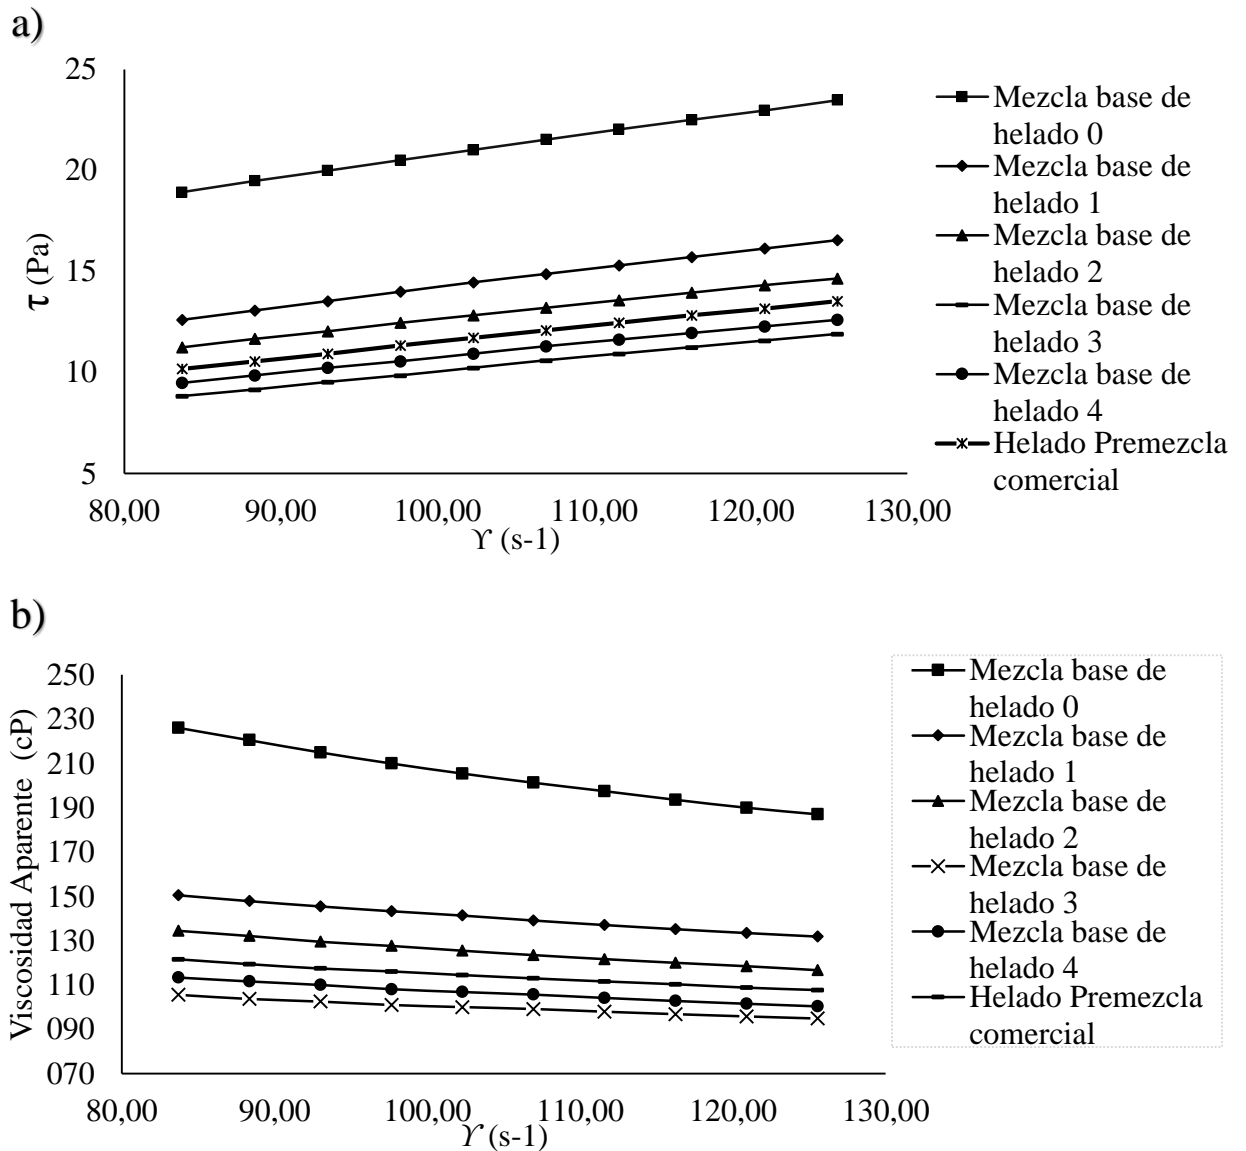 a)
25
20
15
10
5
τ (Pa)
80,00 90,00 100,00 110,00 120,00 130,00
ϒ (s-1)
Mezcla base de
helado 0
Mezcla base de
helado 1
Mezcla base de
helado 2
Mezcla base de
helado 3
Mezcla base de
helado 4
Helado Premezcla
comercial
b)
250
230
210
190
170
150
130
110
090
070
Viscosidad Aparente (cP)
80,00 90,00 100,00 110,00 120,00 130,00
ϒ (s-1)
Mezcla base de
helado 0
Mezcla base de
helado 1
Mezcla base de
helado 2
Mezcla base de
helado 3
Mezcla base de
helado 4
Helado Premezcla
comercial